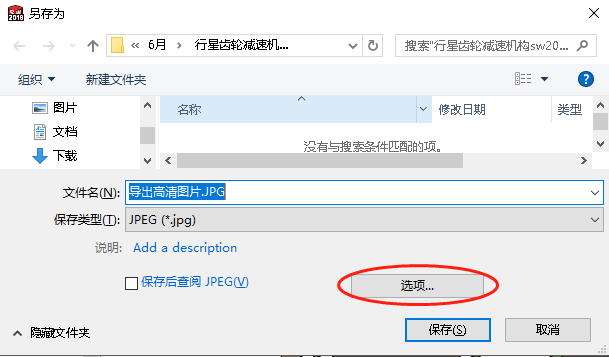 SW
2018
另存为
« 6月 › 行星齿轮减速机...
搜索"行星齿轮减速机构sw20...
组织 新建文件夹
图片
文档
下载
名称 修改日期 类型
没有与搜索条件匹配的项。
文件名(N): 导出高清图片.JPG
保存类型(T): JPEG (*.jpg)
说明: Add a description
保存后查阅 JPEG(V)
选项...
隐藏文件夹 保存(S) 取消